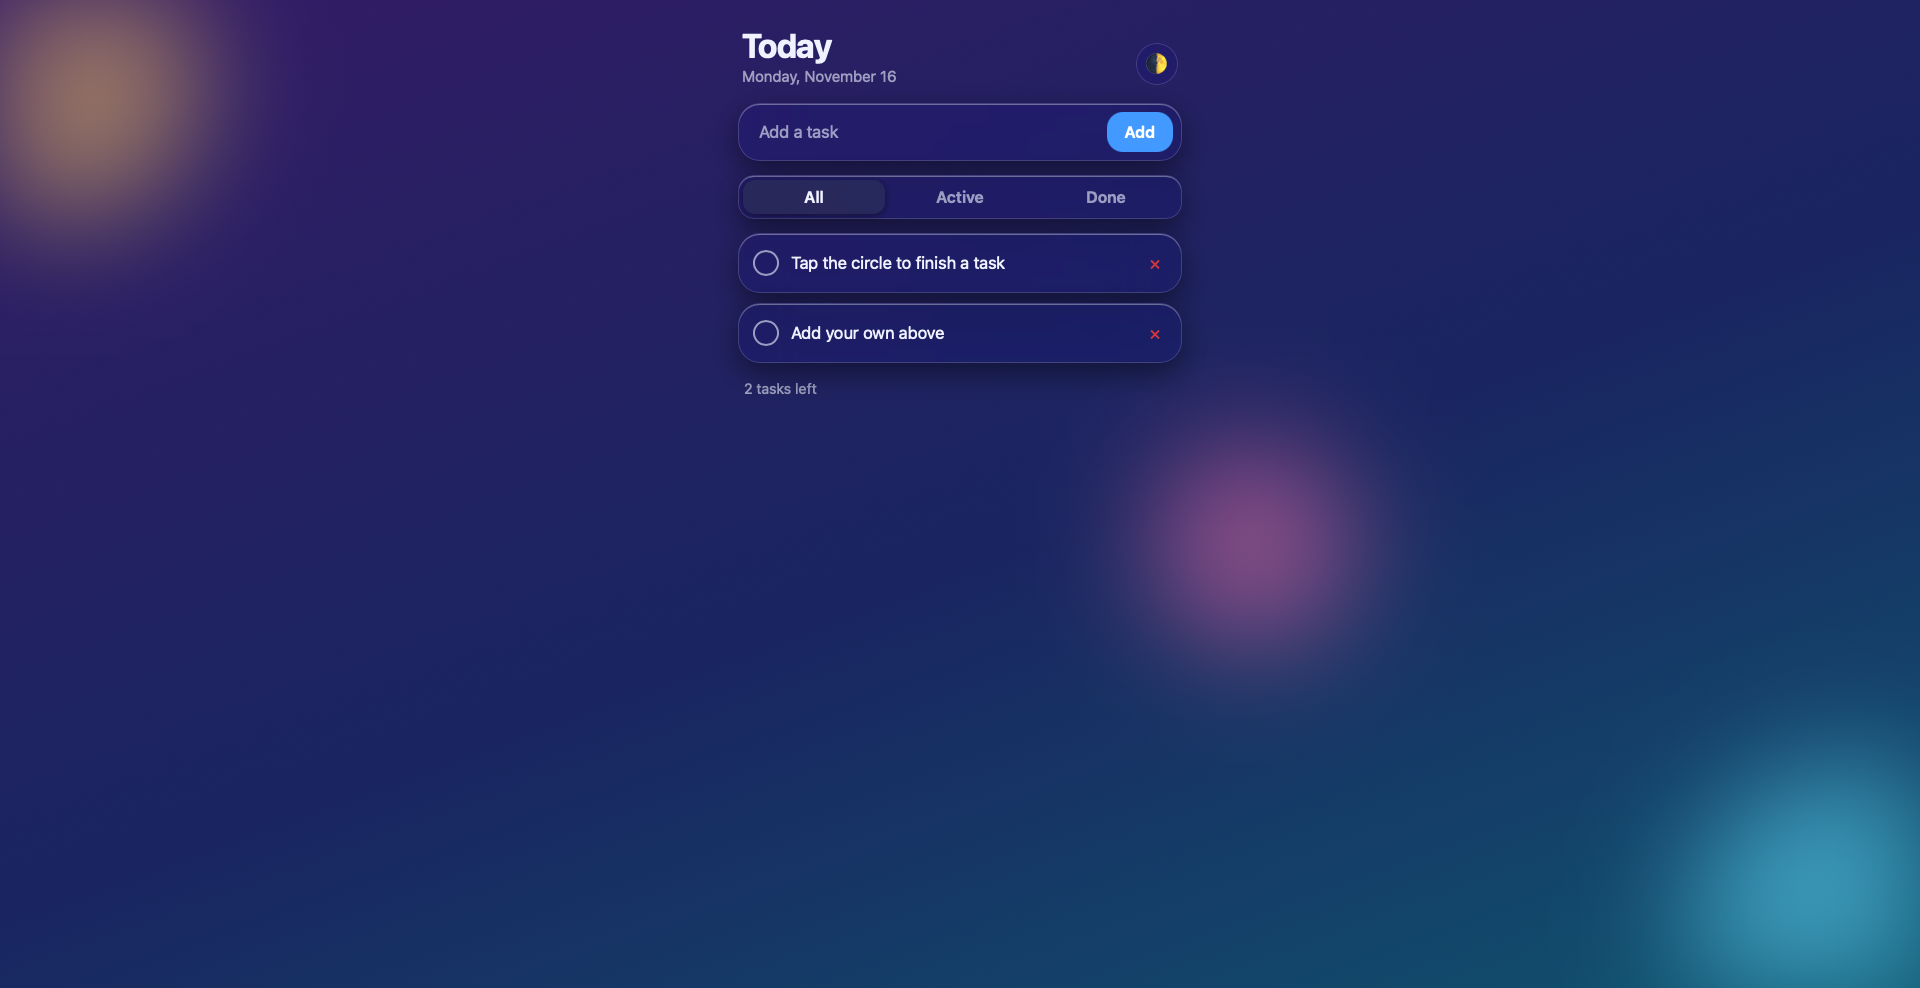 Today
Monday, November 16
Add a task
Add
All
Active
Done
Tap the circle to finish a task
×
Add your own above
×
2 tasks left